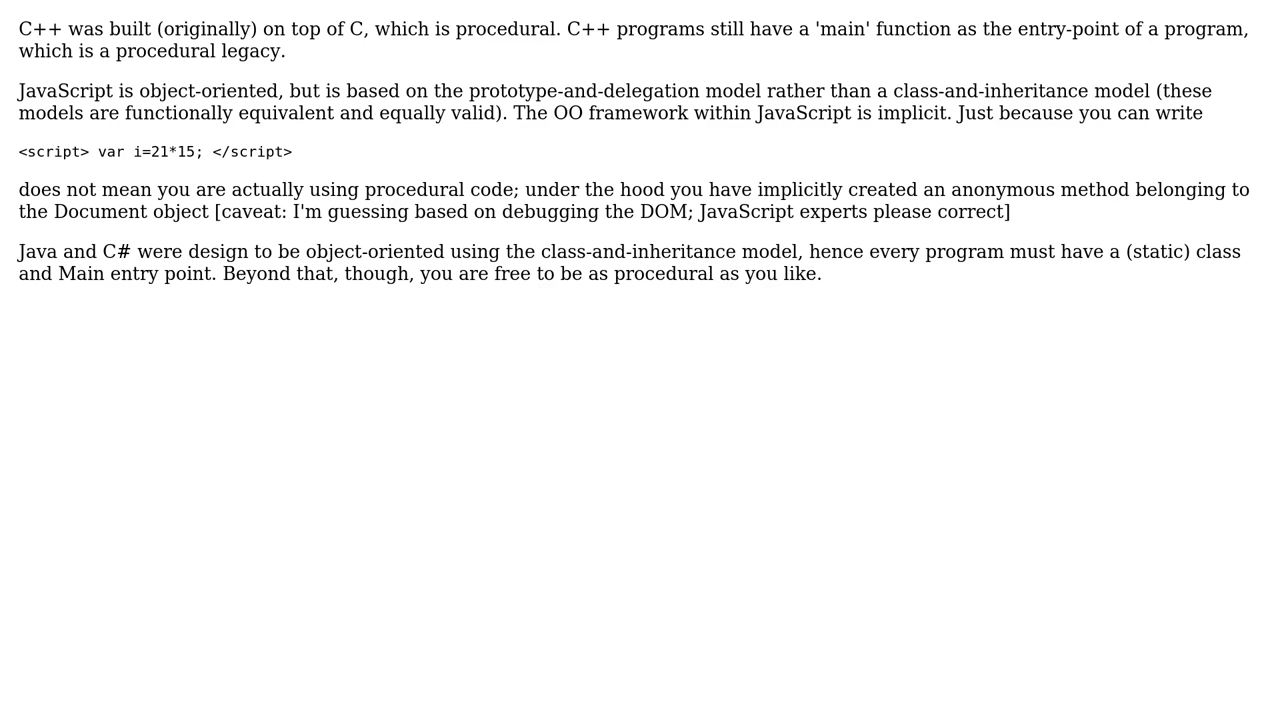 C++ was built (originally) on top of C, which is procedural. C++ programs still have a 'main' function as the entry-point of a program,
which is a procedural legacy.
JavaScript is object-oriented, but is based on the prototype-and-delegation model rather than a class-and-inheritance model (these
models are functionally equivalent and equally valid). The OO framework within JavaScript is implicit. Just because you can write
<script> var i=21*15; </script>
does not mean you are actually using procedural code; under the hood you have implicitly created an anonymous method belonging to
the Document object [caveat: I'm guessing based on debugging the DOM; JavaScript experts please correct]
Java and C# were design to be object-oriented using the class-and-inheritance model, hence every program must have a (static) class
and Main entry point. Beyond that, though, you are free to be as procedural as you like.